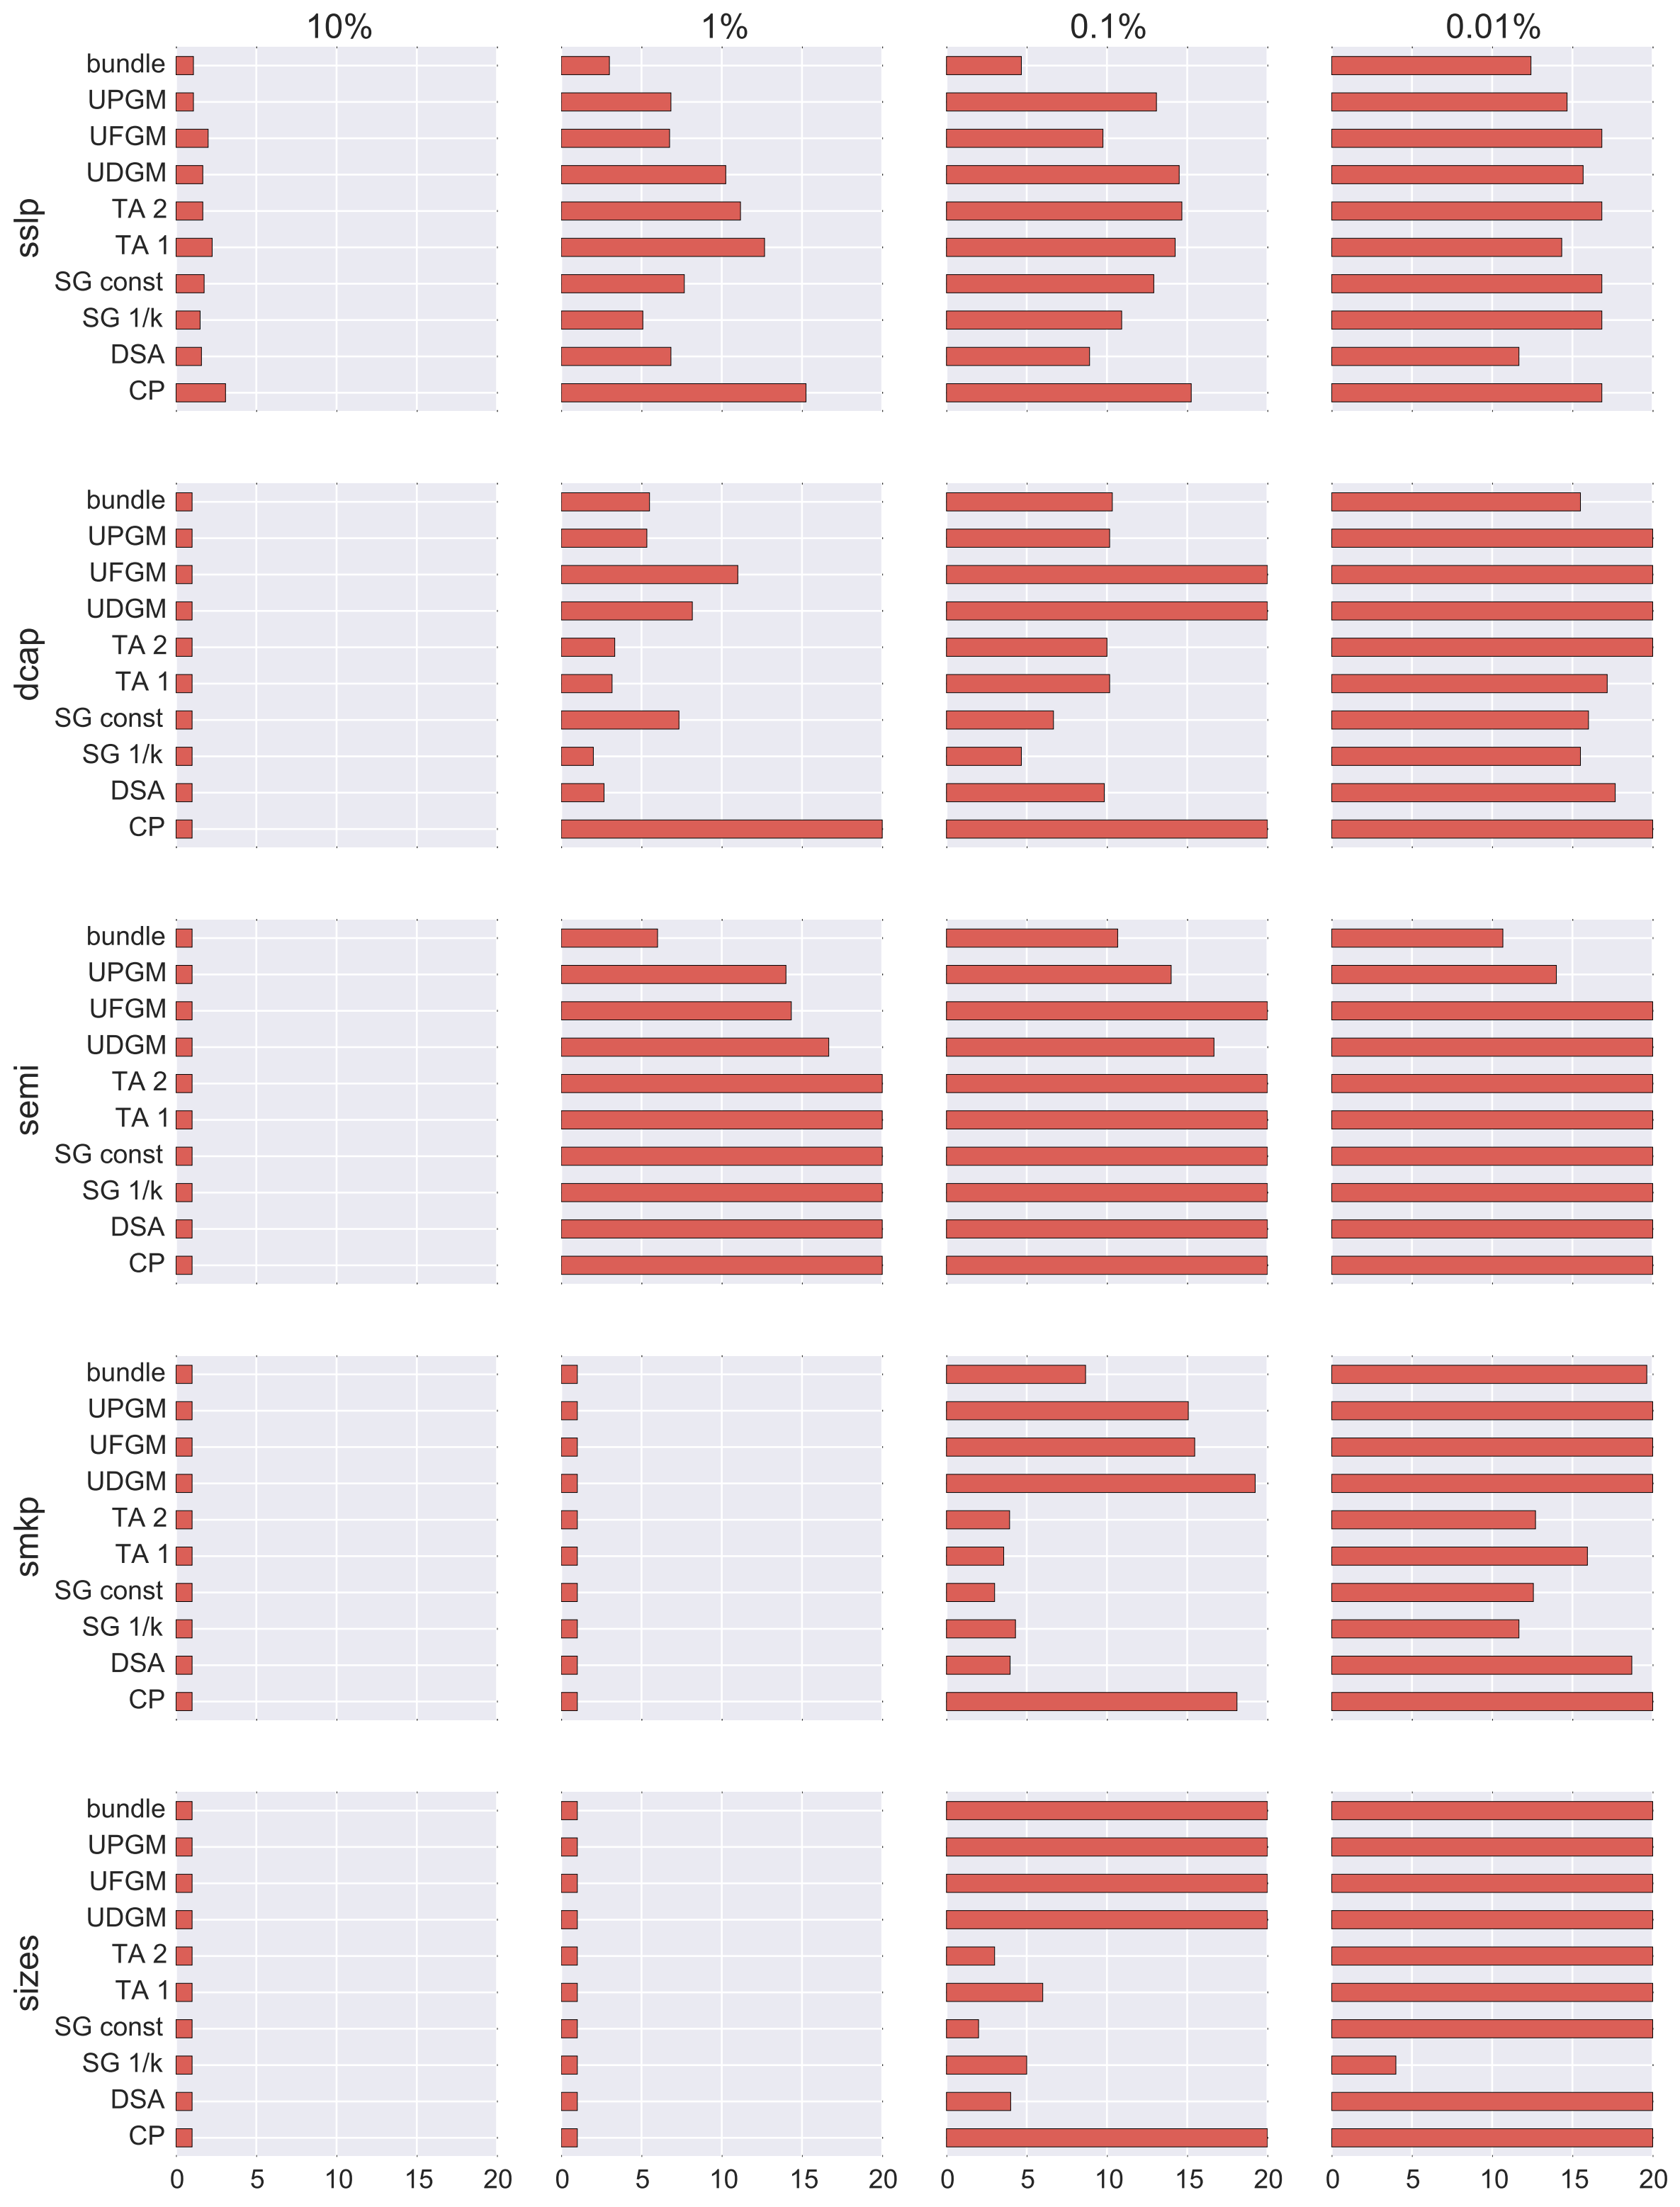 10% 1% 0.1% 0.01%
sslp
bundle
UPGM
UFGM
UDGM
TA 2
TA 1
SG const
SG 1/k
DSA
CP
dcap
bundle
UPGM
UFGM
UDGM
TA 2
TA 1
SG const
SG 1/k
DSA
CP
semi
bundle
UPGM
UFGM
UDGM
TA 2
TA 1
SG const
SG 1/k
DSA
CP
smkp
bundle
UPGM
UFGM
UDGM
TA 2
TA 1
SG const
SG 1/k
DSA
CP
sizes
bundle
UPGM
UFGM
UDGM
TA 2
TA 1
SG const
SG 1/k
DSA
CP
0 5 10 15 20 0 5 10 15 20 0 5 10 15 20 0 5 10 15 20